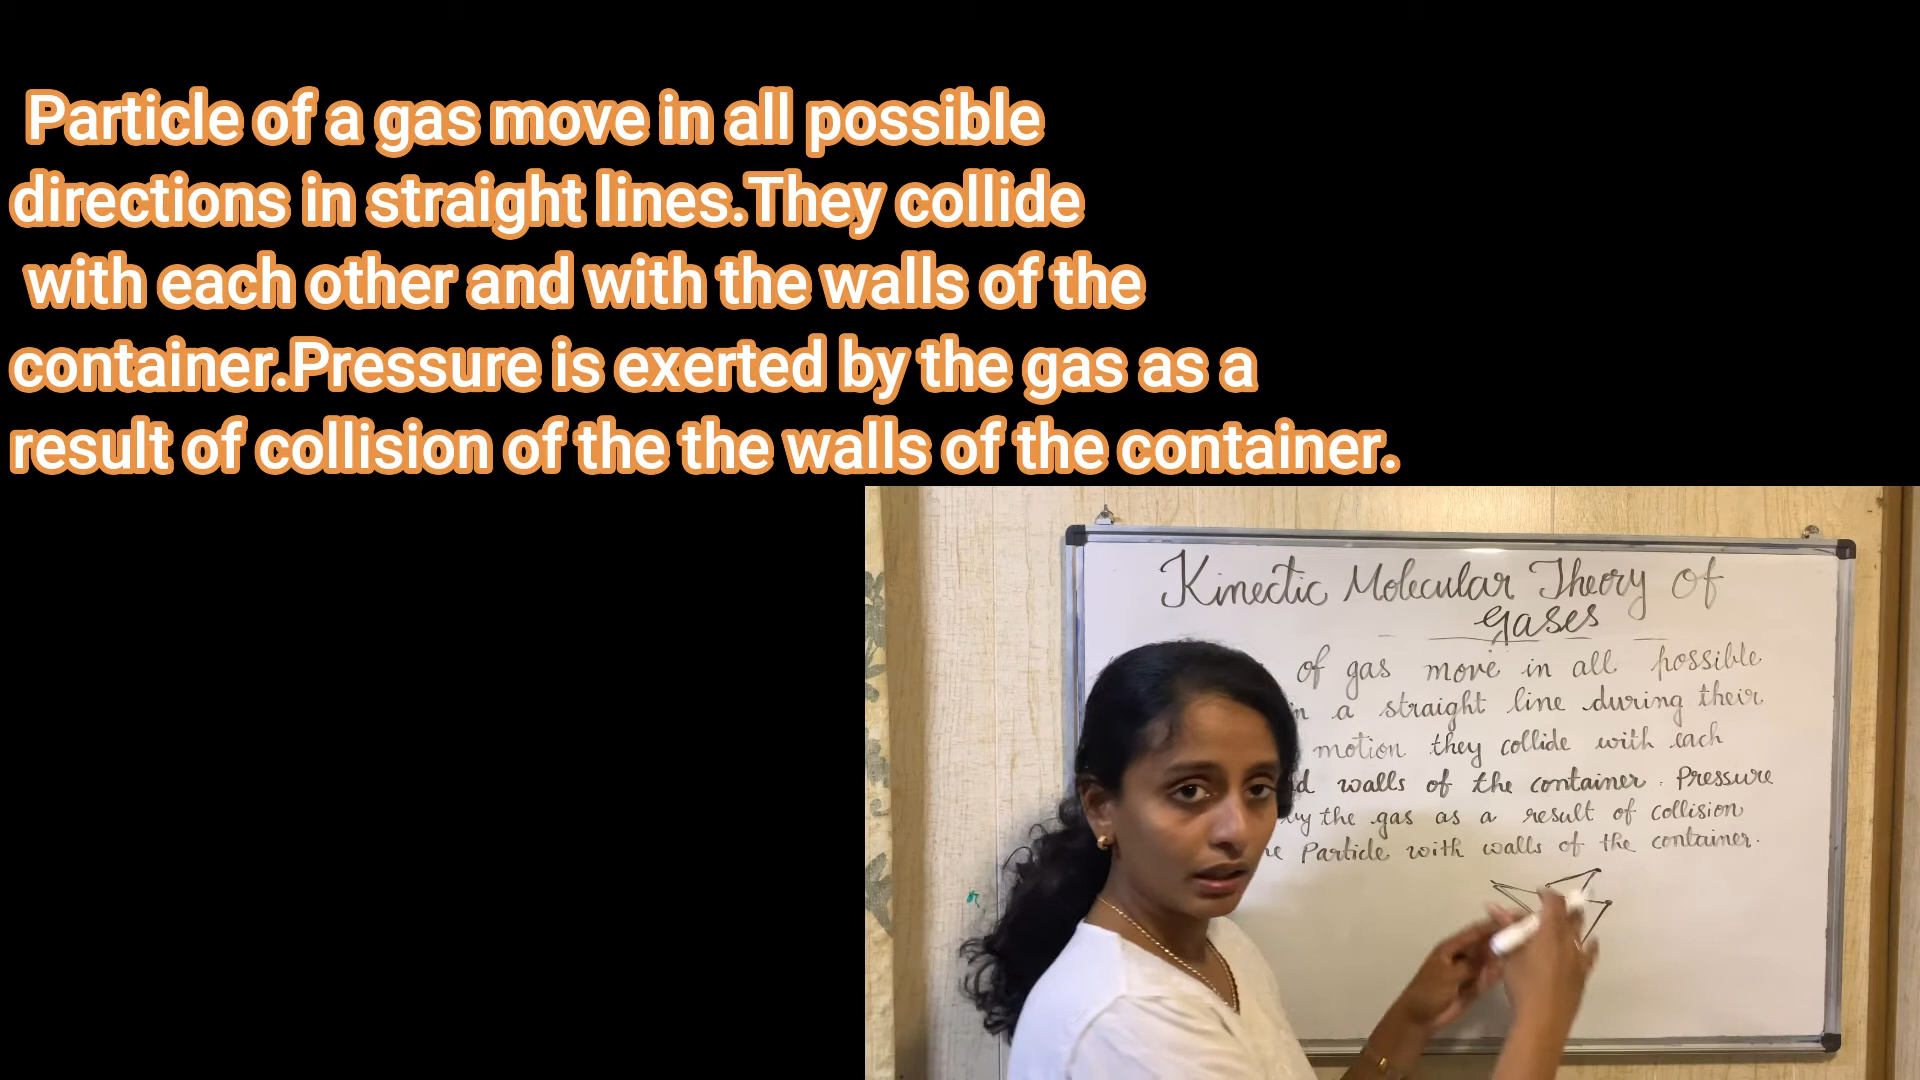 Particle of a gas move in all possible
directions in straight lines.They collide
with each other and with the walls of the
container.Pressure is exerted by the gas as a
result of collision of the the walls of the container.
Kinectic Molecular Theory of
Gases
of gas move in all possible
a straight line during their
motion they collide with each
walls of the container. Pressure
by the gas as a result of collision
Particle with walls of the container.